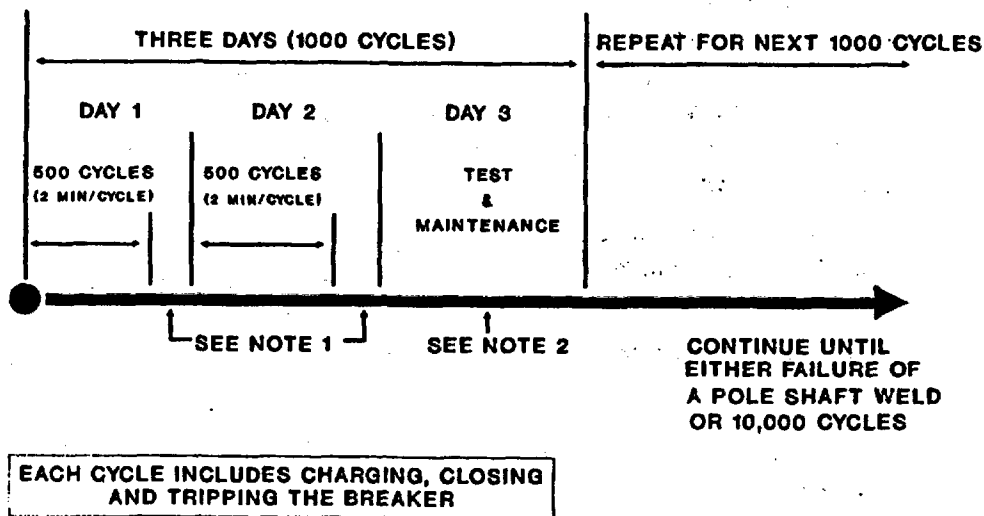 THREE DAYS (1000 CYCLES)
REPEAT FOR NEXT 1000 CYCLES
DAY 1
DAY 2
DAY 3
500 CYCLES
(2 MIN/CYCLE)
500 CYCLES
(2 MIN/CYCLE)
TEST
&
MAINTENANCE
SEE NOTE 1
SEE NOTE 2
CONTINUE UNTIL
EITHER FAILURE OF
A POLE SHAFT WELD
OR 10,000 CYCLES
EACH CYCLE INCLUDES CHARGING, CLOSING
AND TRIPPING THE BREAKER